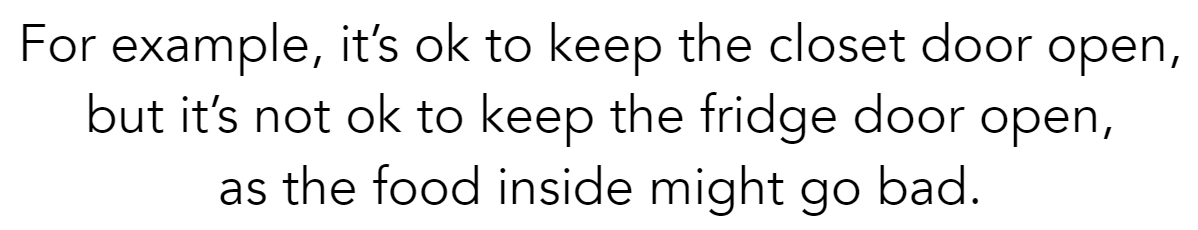 For example, it’s ok to keep the closet door open,
but it’s not ok to keep the fridge door open,
as the food inside might go bad.